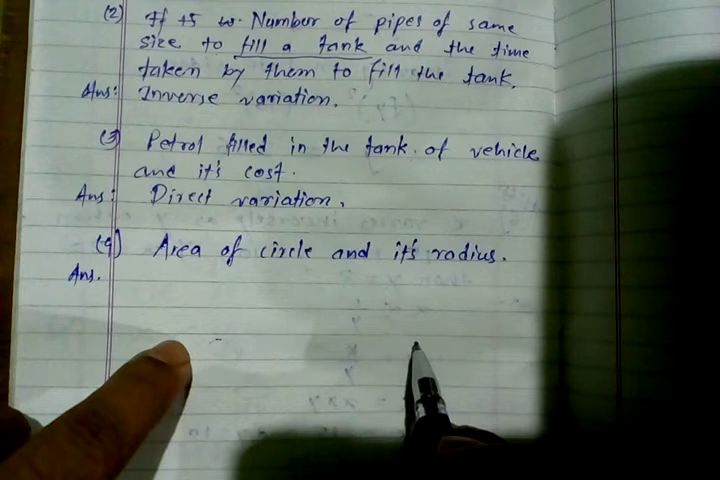 (2) If +5 w. Number of pipes of same
size to fill a tank and the time
taken by them to fill the tank.
Ans: Inverse variation.
(3) Petrol filled in the tank. of vehicle
and it's cost.
Ans: Direct variation.
(4) Area of circle and it's radius.
Ans.